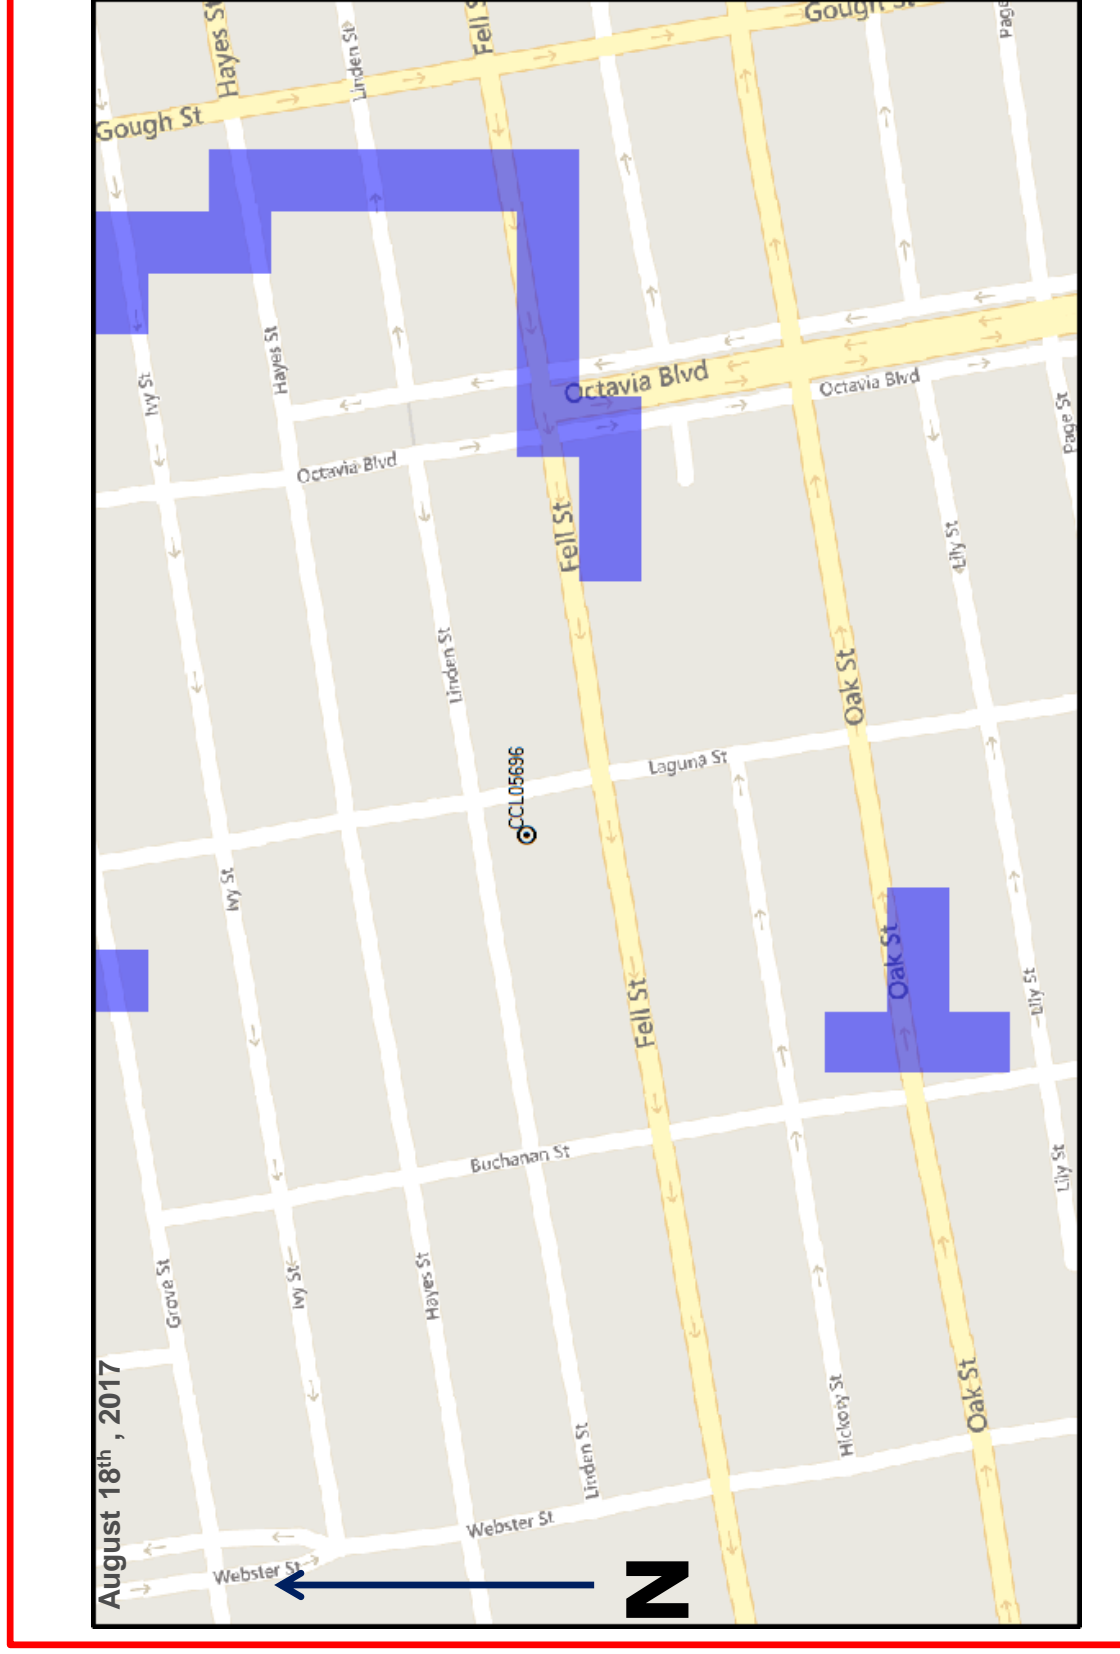 August 18th , 2017
N
Webster St
Webster St
Grove St
Ivy St
Hayes St
Linden St
Hickory St
Oak St
Lily St
Buchanan St
Fell St
Oak St
Lily St
Ivy St
CCL05696
Laguna St
Linden St
Oak St
Lily St
Fell St
Octavia Blvd
Ivy St
Hayes St
Octavia Blvd
Octavia Blvd
Page St
Gough St
Hayes St
Linden St
Fell S
Gough St
Page